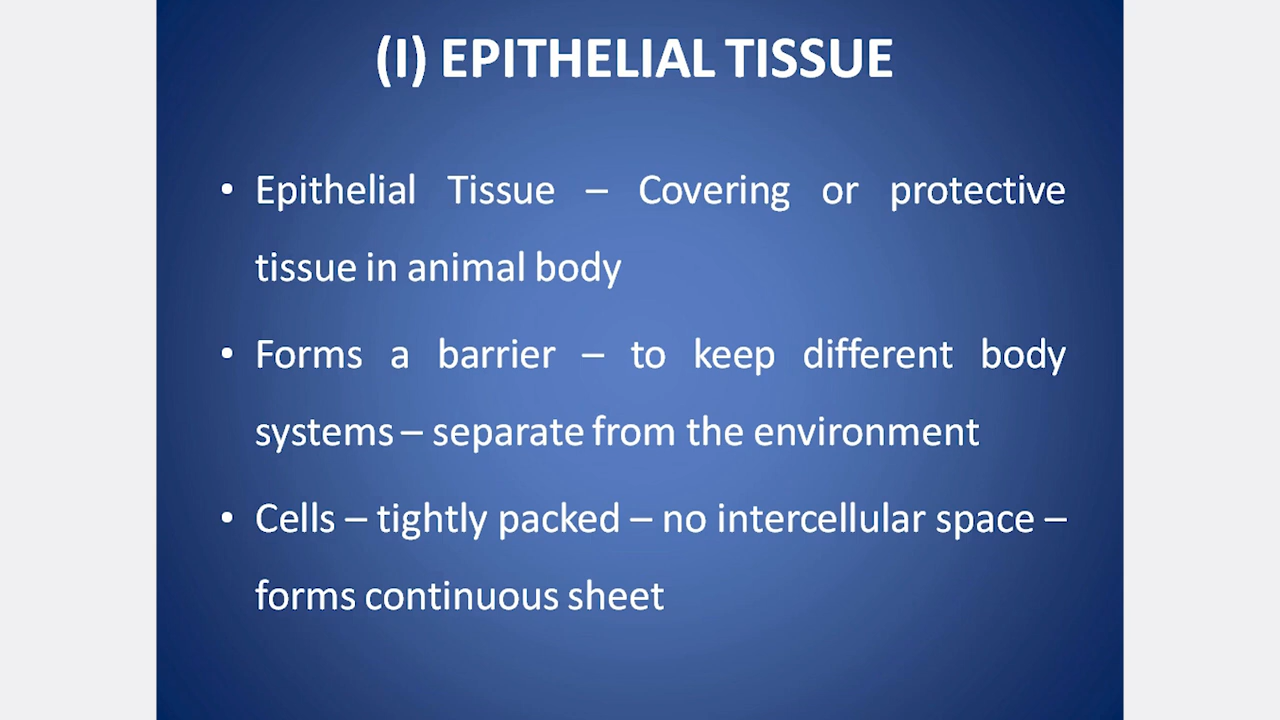 (I) EPITHELIAL TISSUE
• Epithelial Tissue – Covering or protective
tissue in animal body
• Forms a barrier – to keep different body
systems – separate from the environment
• Cells – tightly packed – no intercellular space –
forms continuous sheet